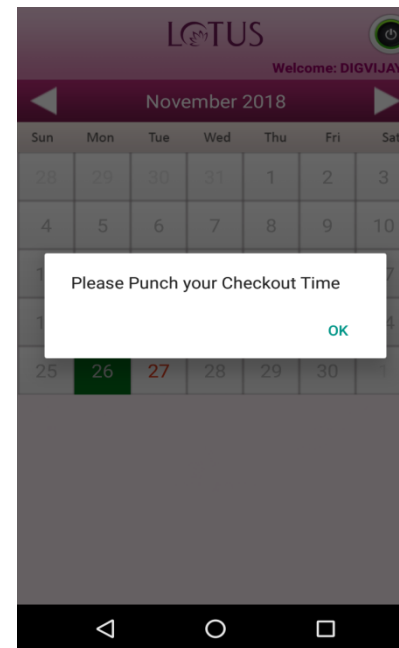 LOTUS
Welcome: DIGVIJAY
November 2018
Sun Mon Tue Wed Thu Fri Sat
28 29 30 31 1 2 3
4 5 6 7 8 9 10
Please Punch your Checkout Time
OK
25 26 27 28 29 30 1